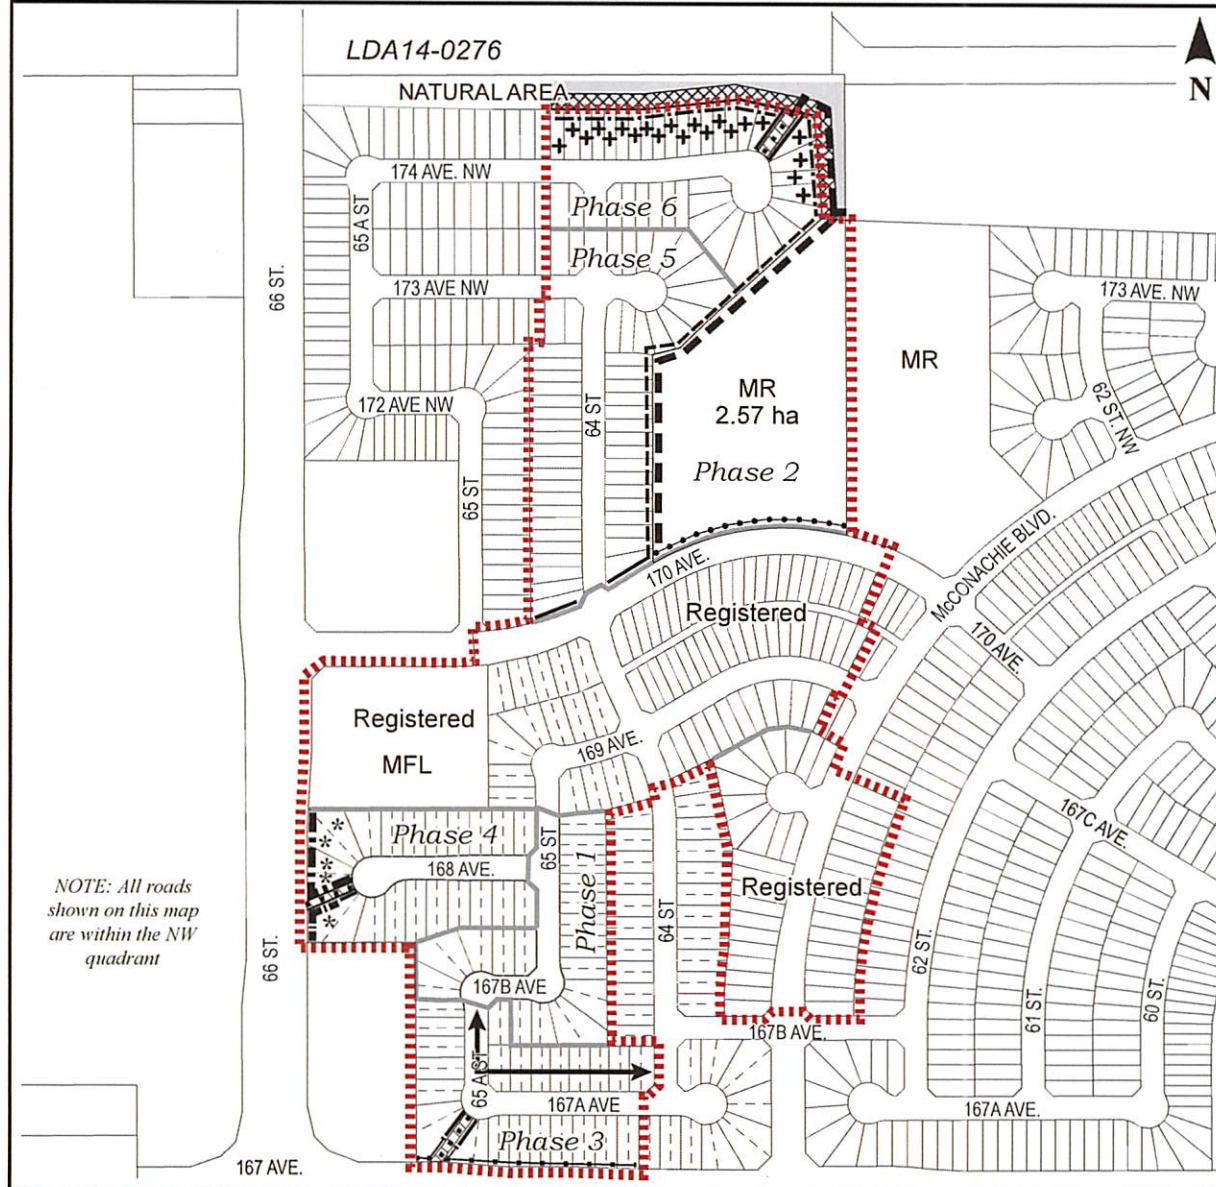 LDA14-0276
N
NATURAL AREA
174 AVE. NW
65 A ST
Phase 6
66 ST.
Phase 5
173 AVE NW
173 AVE. NW
MR
MR
2.57 ha
62 ST. NW
172 AVE NW
64 ST
Phase 2
65 ST
McCONACHIE BLVD.
170 AVE.
Registered
170 AVE.
Registered
MFL
169 AVE.
167C AVE.
Phase 4
65 ST
168 AVE.
Phase 1
Registered
NOTE: All roads
shown on this map
are within the NW
quadrant
64 ST
62 ST.
66 ST.
167B AVE
61 ST.
60 ST.
167B AVE.
65 A ST
167A AVE
167A AVE.
Phase 3
167 AVE.